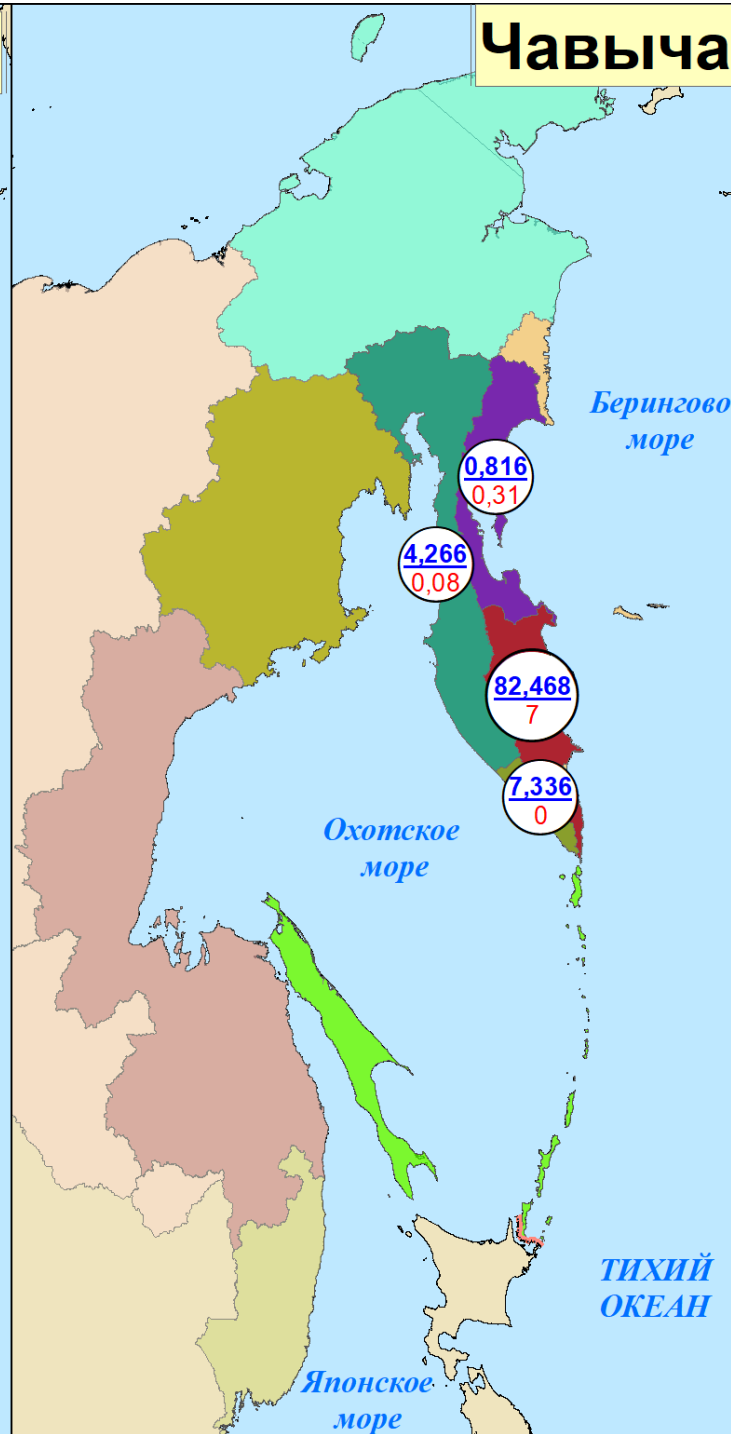 Чавыча
Берингово
море
0,816
0,31
4,266
0,08
82,468
7
7,336
0
Охотское
море
ТИХИЙ
ОКЕАН
Японское
море